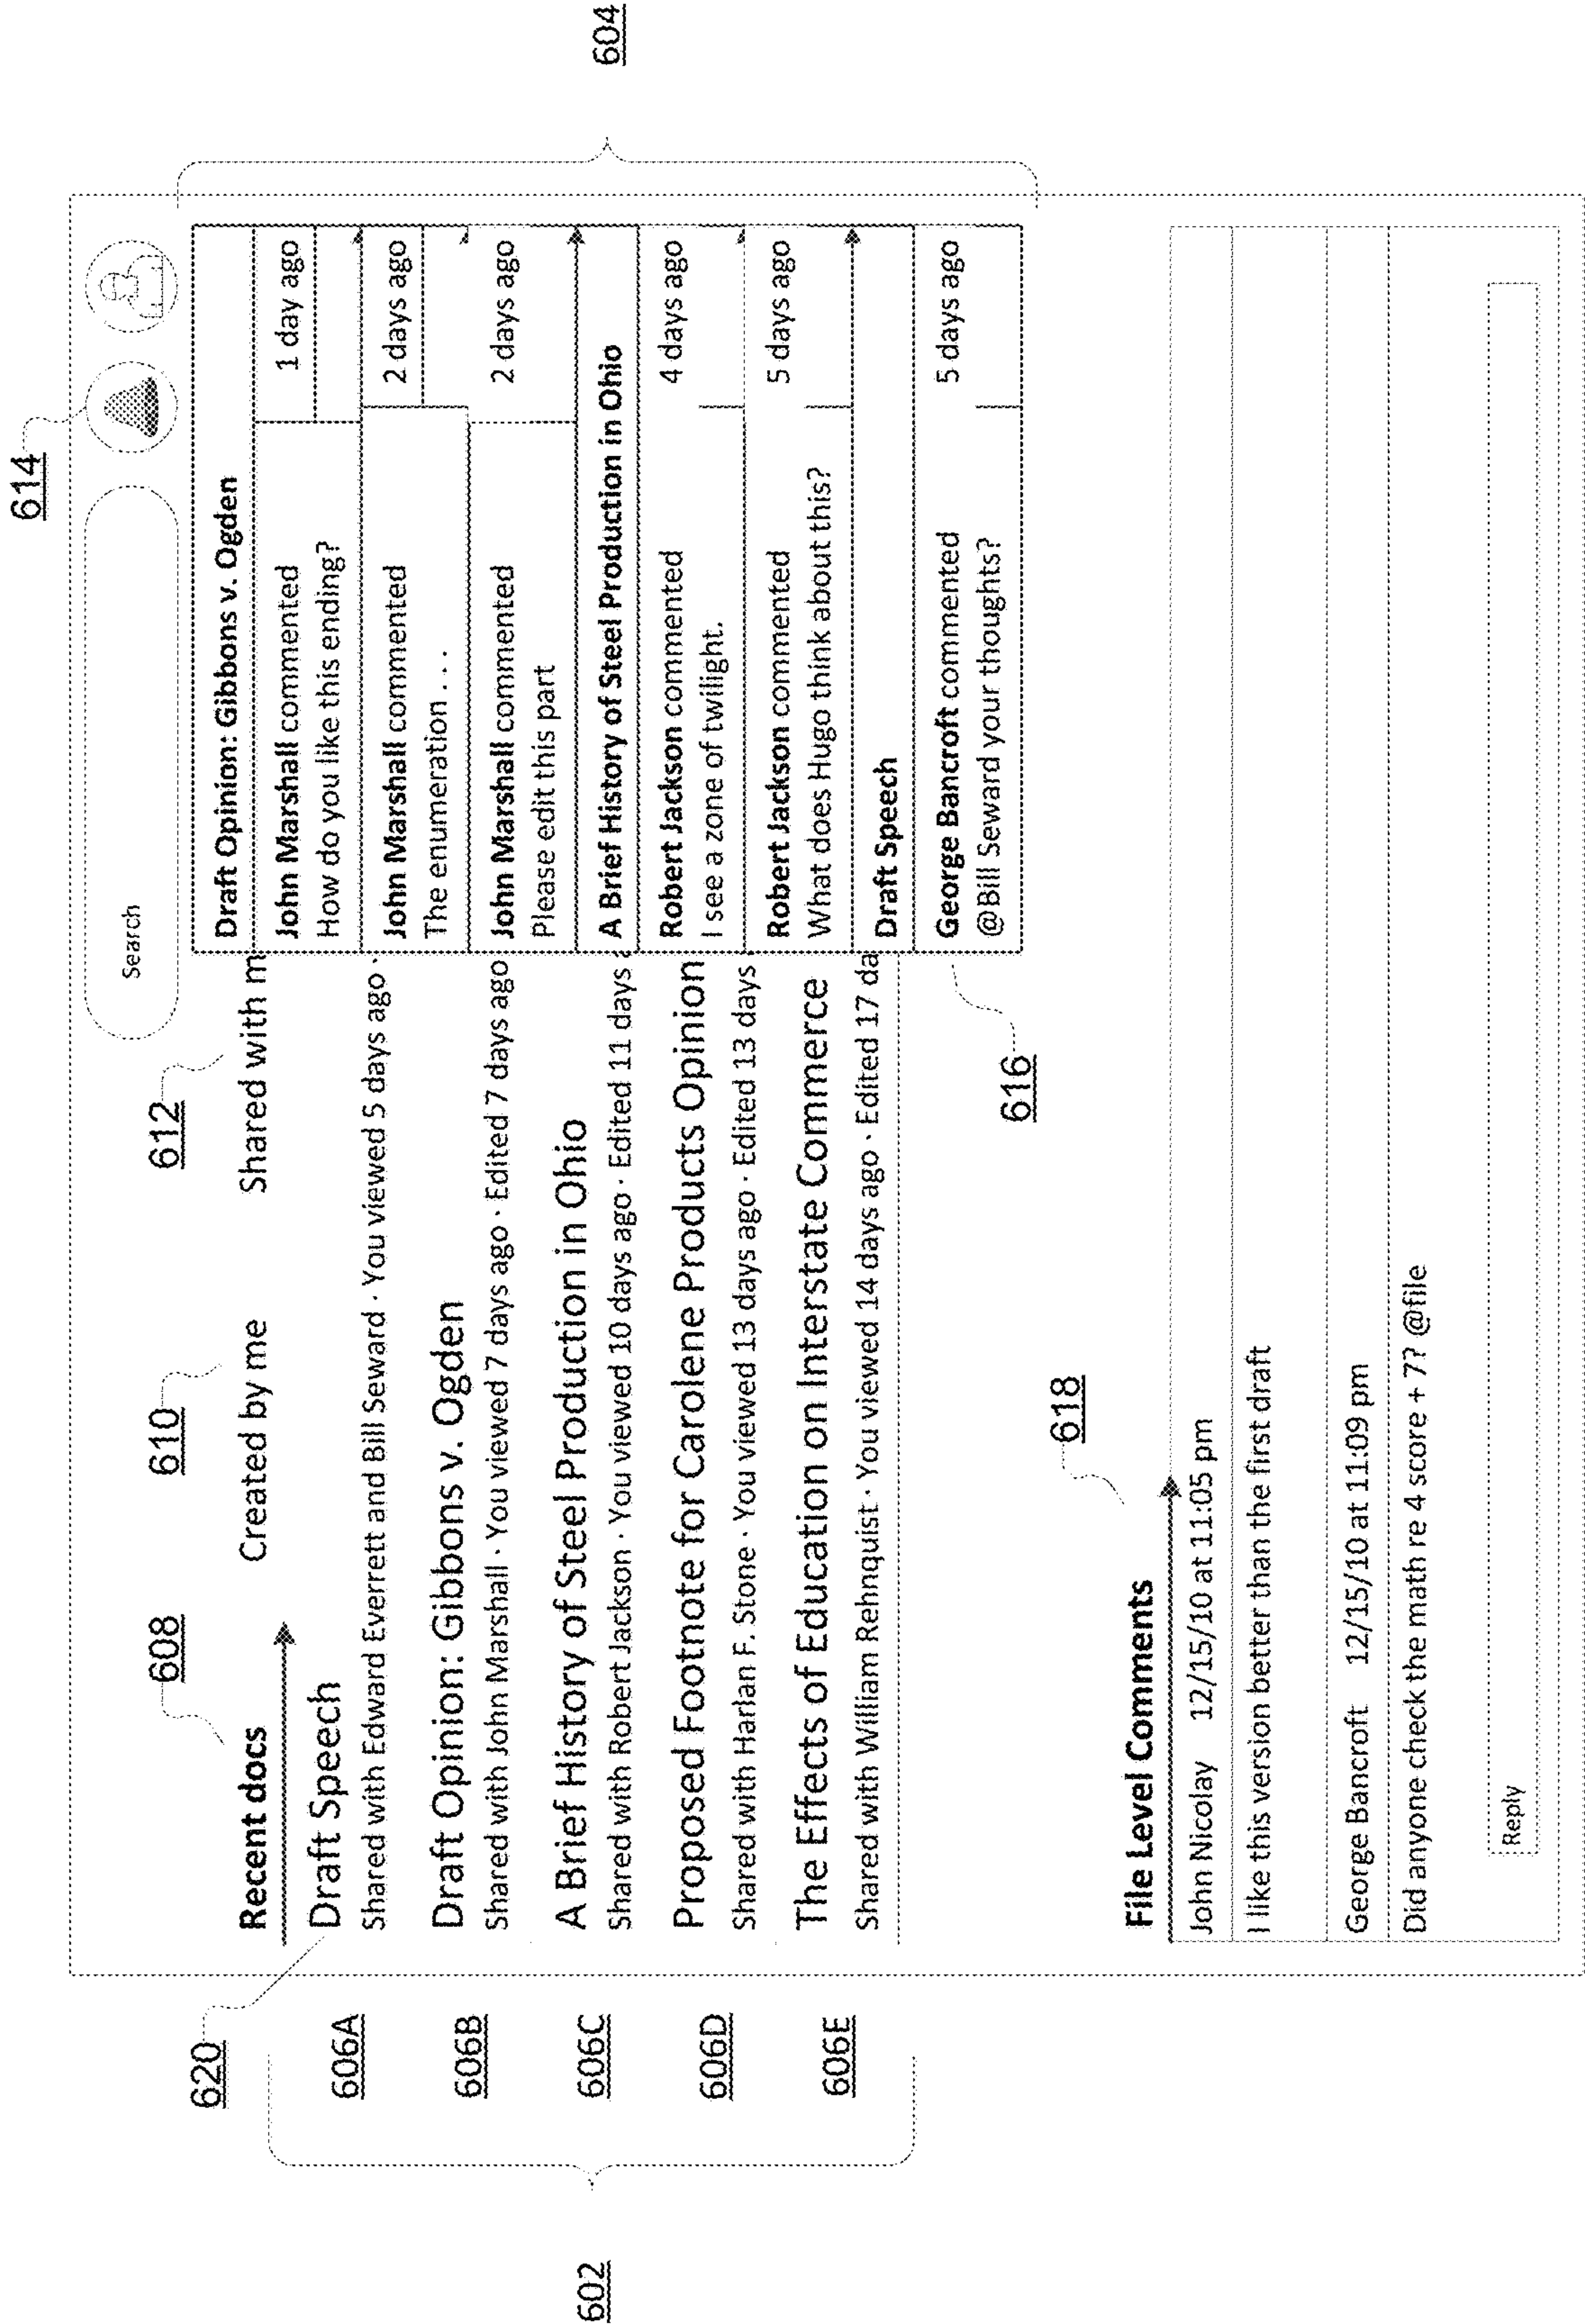 614
Search
612
610
608
Recent docs
Created by me
Shared with m
620
602
606A
Draft Speech
Shared with Edward Everrett and Bill Seward · You viewed 5 days ago ·
606B
Draft Opinion: Gibbons v. Ogden
Shared with John Marshall · You viewed 7 days ago · Edited 7 days ago
606C
A Brief History of Steel Production in Ohio
Shared with Robert Jackson · You viewed 10 days ago · Edited 11 days
606D
Proposed Footnote for Carolene Products Opinion
Shared with Harlan F. Stone · You viewed 13 days ago · Edited 13 days
606E
The Effects of Education on Interstate Commerce
Shared with William Rehnquist · You viewed 14 days ago · Edited 17 da
604
Draft Opinion: Gibbons v. Ogden
John Marshall commented 1 day ago
How do you like this ending?
John Marshall commented 2 days ago
The enumeration . . .
John Marshall commented 2 days ago
Please edit this part
A Brief History of Steel Production in Ohio
Robert Jackson commented 4 days ago
I see a zone of twilight.
Robert Jackson commented 5 days ago
What does Hugo think about this?
Draft Speech
George Bancroft commented 5 days ago
@Bill Seward your thoughts?
616
618
File Level Comments
John Nicolay 12/15/10 at 11:05 pm
I like this version better than the first draft
George Bancroft 12/15/10 at 11:09 pm
Did anyone check the math re 4 score + 7? @file
Reply